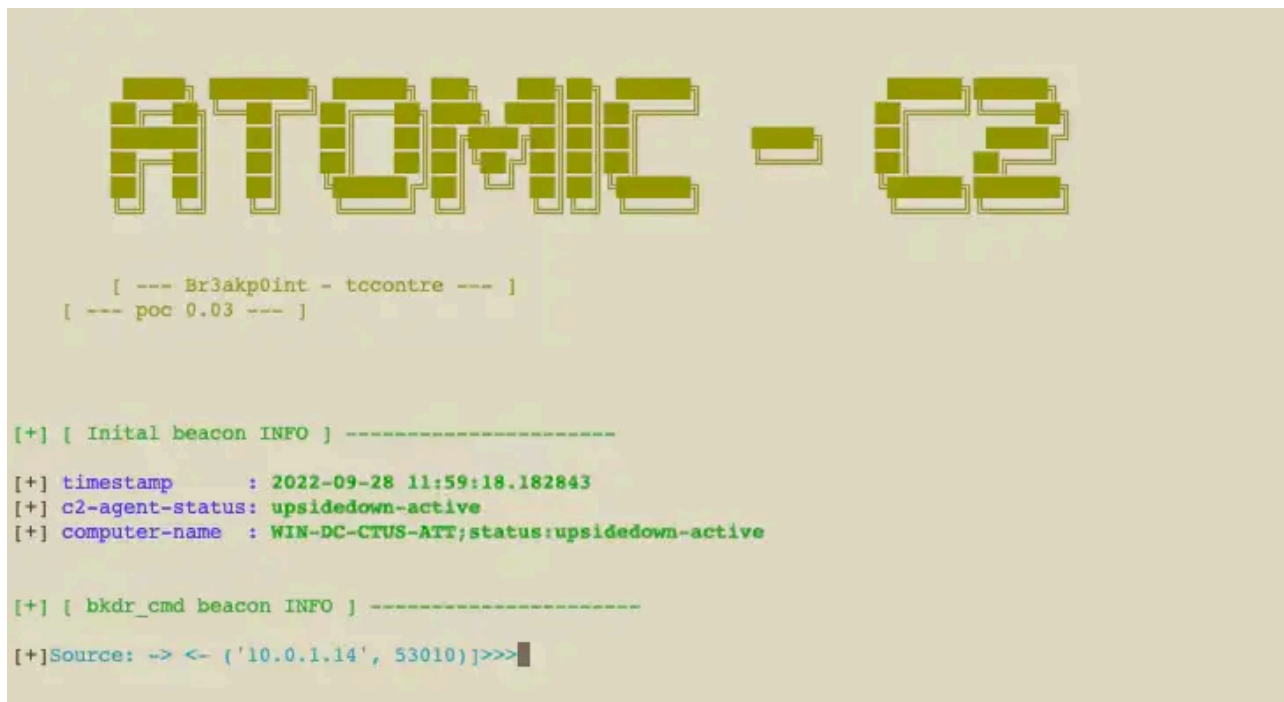 ATOMIC - C2
[ --- Br3akp0int - tccontre --- ]
[ --- poc 0.03 --- ]
[+] [ Inital beacon INFO ] ----------------------
[+] timestamp      : 2022-09-28 11:59:18.182843
[+] c2-agent-status: upsidedown-active
[+] computer-name  : WIN-DC-CTUS-ATT;status:upsidedown-active
[+] [ bkdr_cmd beacon INFO ] ----------------------
[+]Source: -> <- ('10.0.1.14', 53010)]>>>